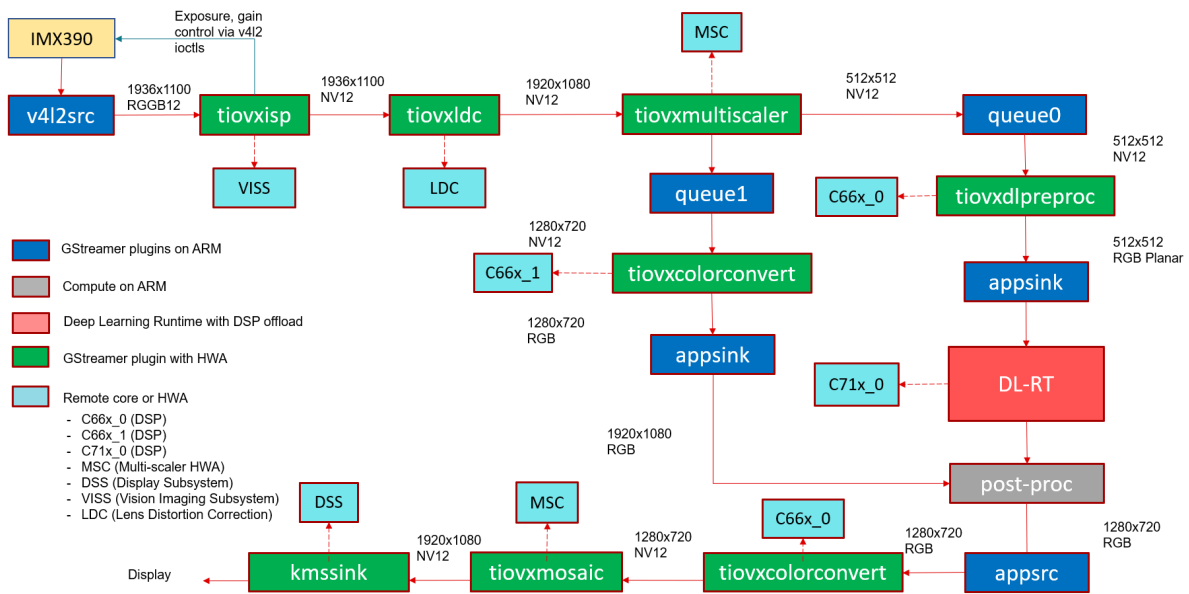 Exposure, gain
control via v4l2
ioctls
IMX390
MSC
1936x1100
RGGB12
1936x1100
NV12
1920x1080
NV12
512x512
NV12
v4l2src
tiovxisp
tiovxldc
tiovxmultiscaler
queue0
512x512
NV12
VISS
LDC
queue1
C66x_0
tiovxdlpreproc
1280x720
NV12
512x512
RGB Planar
GStreamer plugins on ARM
C66x_1
tiovxcolorconvert
appsink
Compute on ARM
1280x720
RGB
Deep Learning Runtime with DSP offload
appsink
GStreamer plugin with HWA
C71x_0
DL-RT
Remote core or HWA
- C66x_0 (DSP)
- C66x_1 (DSP)
- C71x_0 (DSP)
- MSC (Multi-scaler HWA)
- DSS (Display Subsystem)
- VISS (Vision Imaging Subsystem)
- LDC (Lens Distortion Correction)
1920x1080
RGB
post-proc
DSS
MSC
C66x_0
1920x1080
NV12
1280x720
NV12
1280x720
RGB
1280x720
RGB
Display
kmssink
tiovxmosaic
tiovxcolorconvert
appsrc